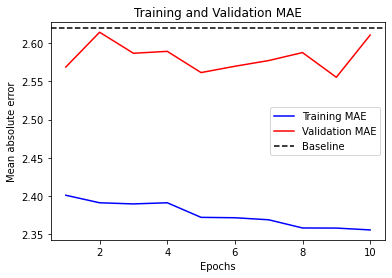 Training and Validation MAE
Mean absolute error
2.60
2.55
2.50
2.45
2.40
2.35
Training MAE
Validation MAE
Baseline
2
4
6
8
10
Epochs